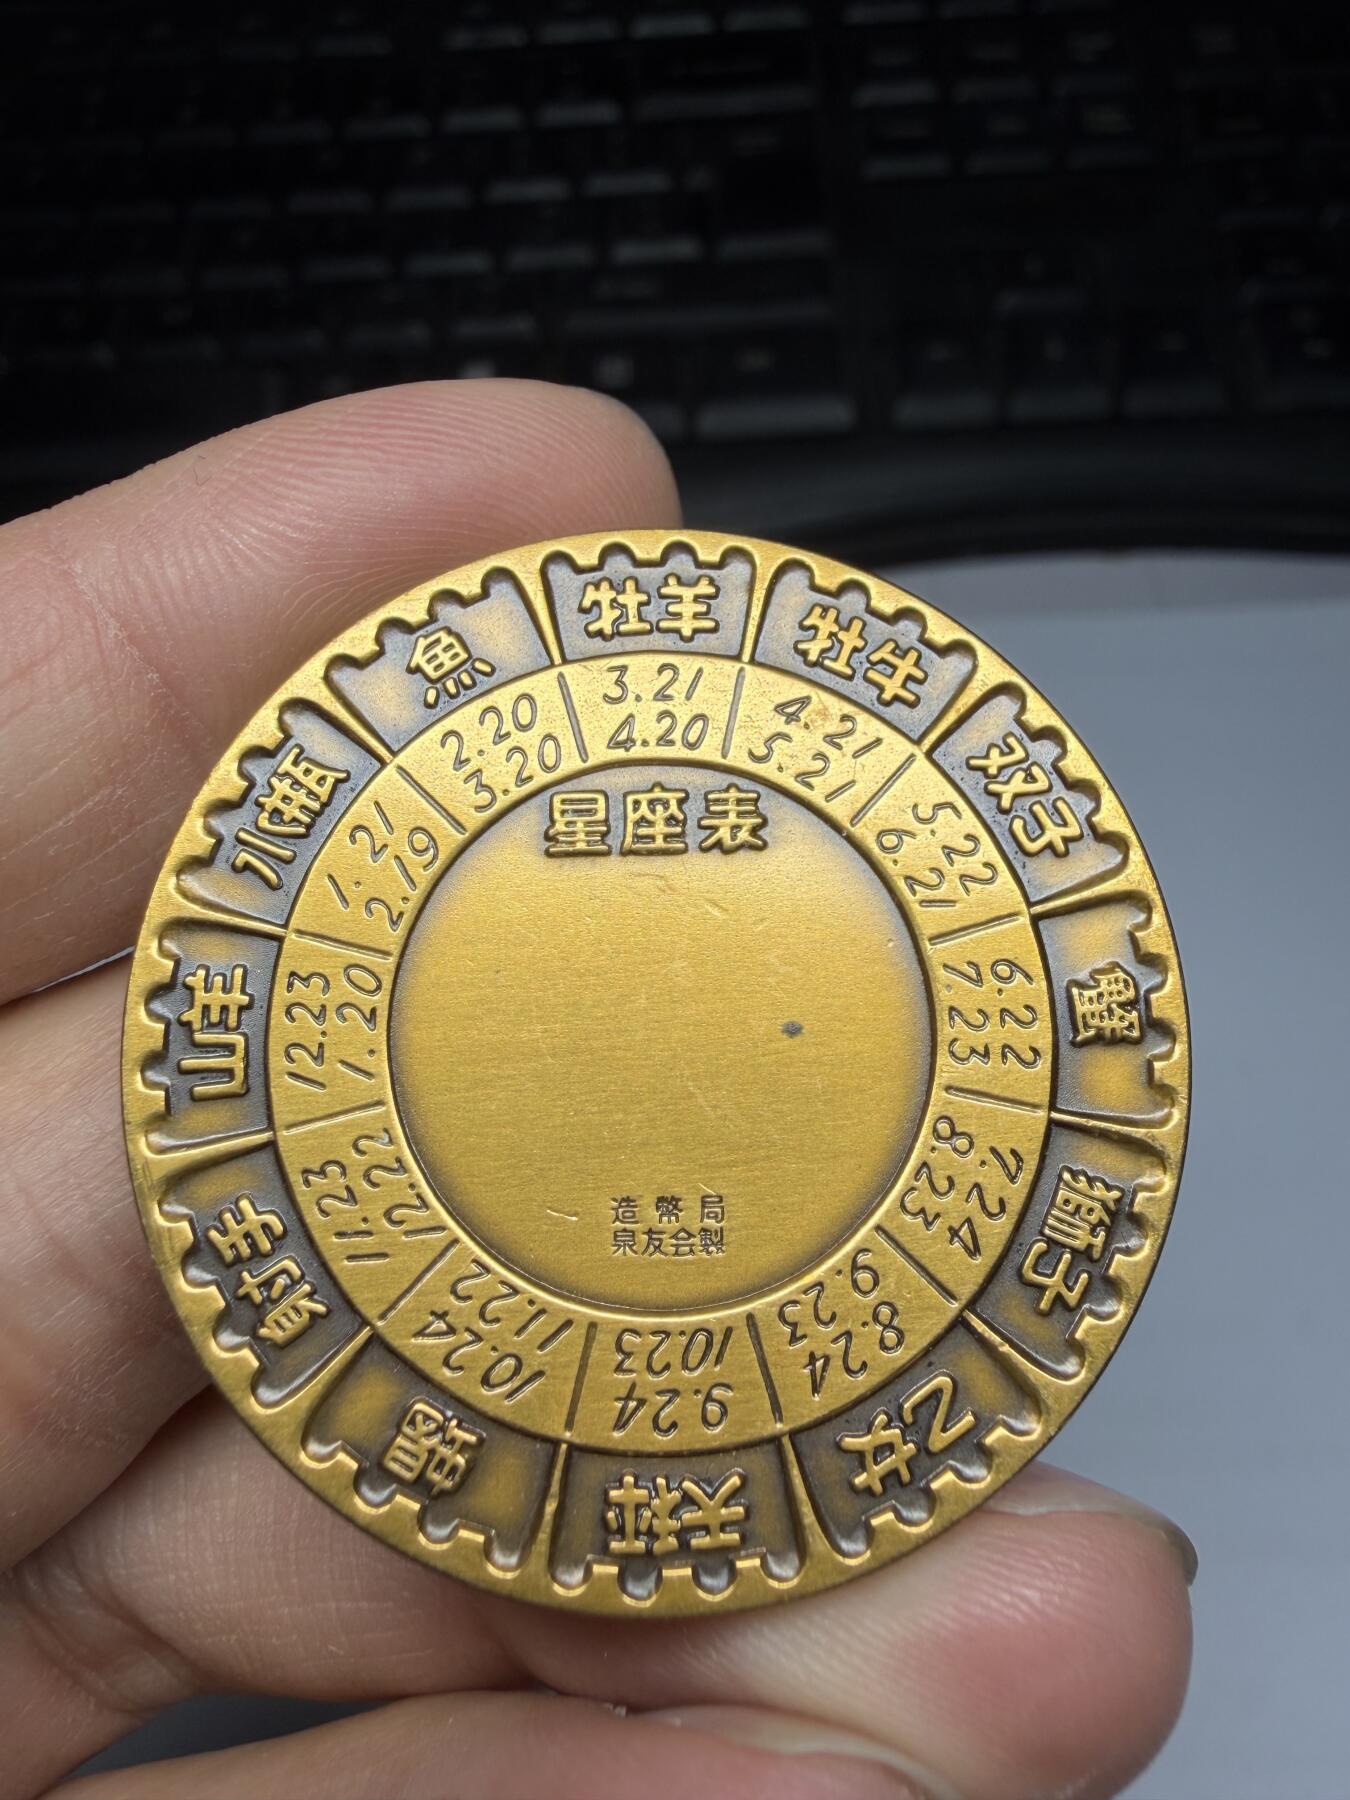 牡羊
3.21
4.20
牡牛
4.21
5.21
双子
5.22
6.21
蟹
6.22
7.23
獅子
7.24
8.23
乙女
8.24
9.23
天秤
9.24
10.23
蠍
10.24
11.22
射手
11.23
12.22
山羊
12.23
1.20
水瓶
1.21
2.19
魚
2.20
3.20
星座表
造幣局
泉友会製